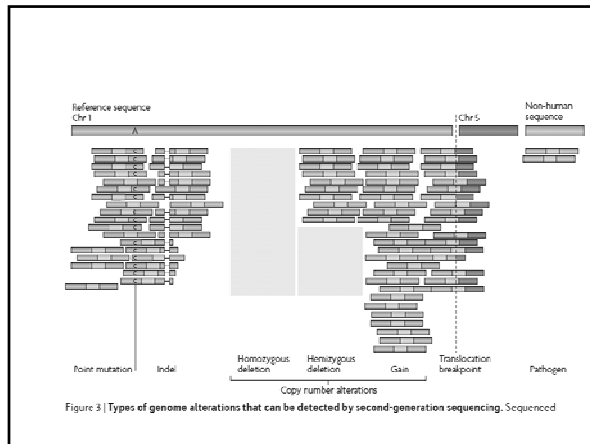 Reference sequence
Chr 1
Chr 5
Non-human
sequence
A
Point mutation
Indel
Homozygous
deletion
Hemizygous
deletion
Gain
Translocation
breakpoint
Pathogen
Copy number alterations
Figure 3 | Types of genome alterations that can be detected by second-generation sequencing. Sequenced